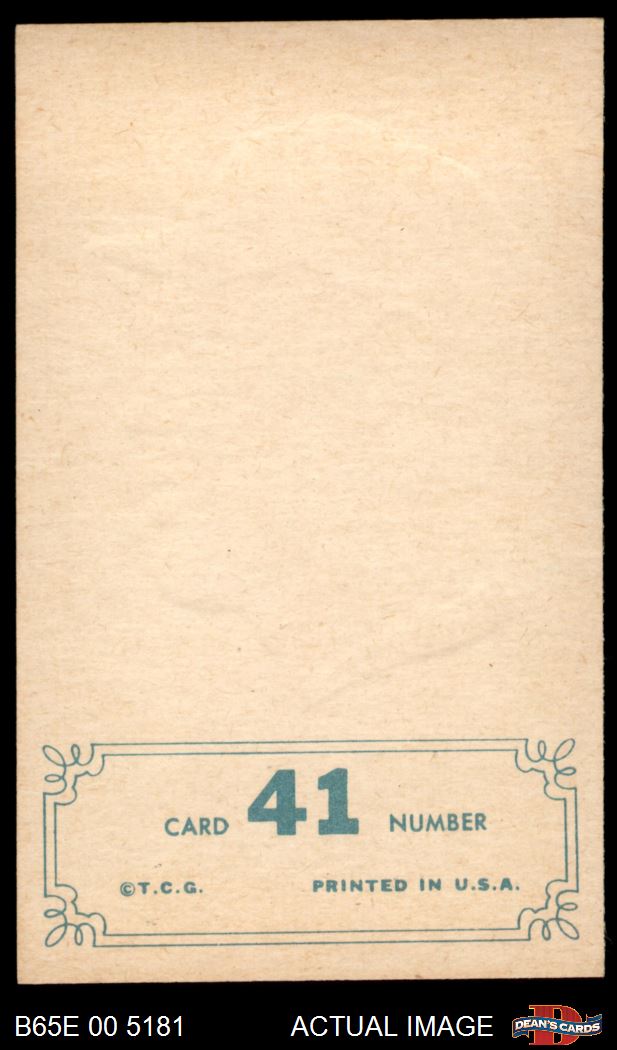 CARD 41 NUMBER
©T.C.G. PRINTED IN U.S.A.
B65E 00 5181 ACTUAL IMAGE DEAN'S CARDS